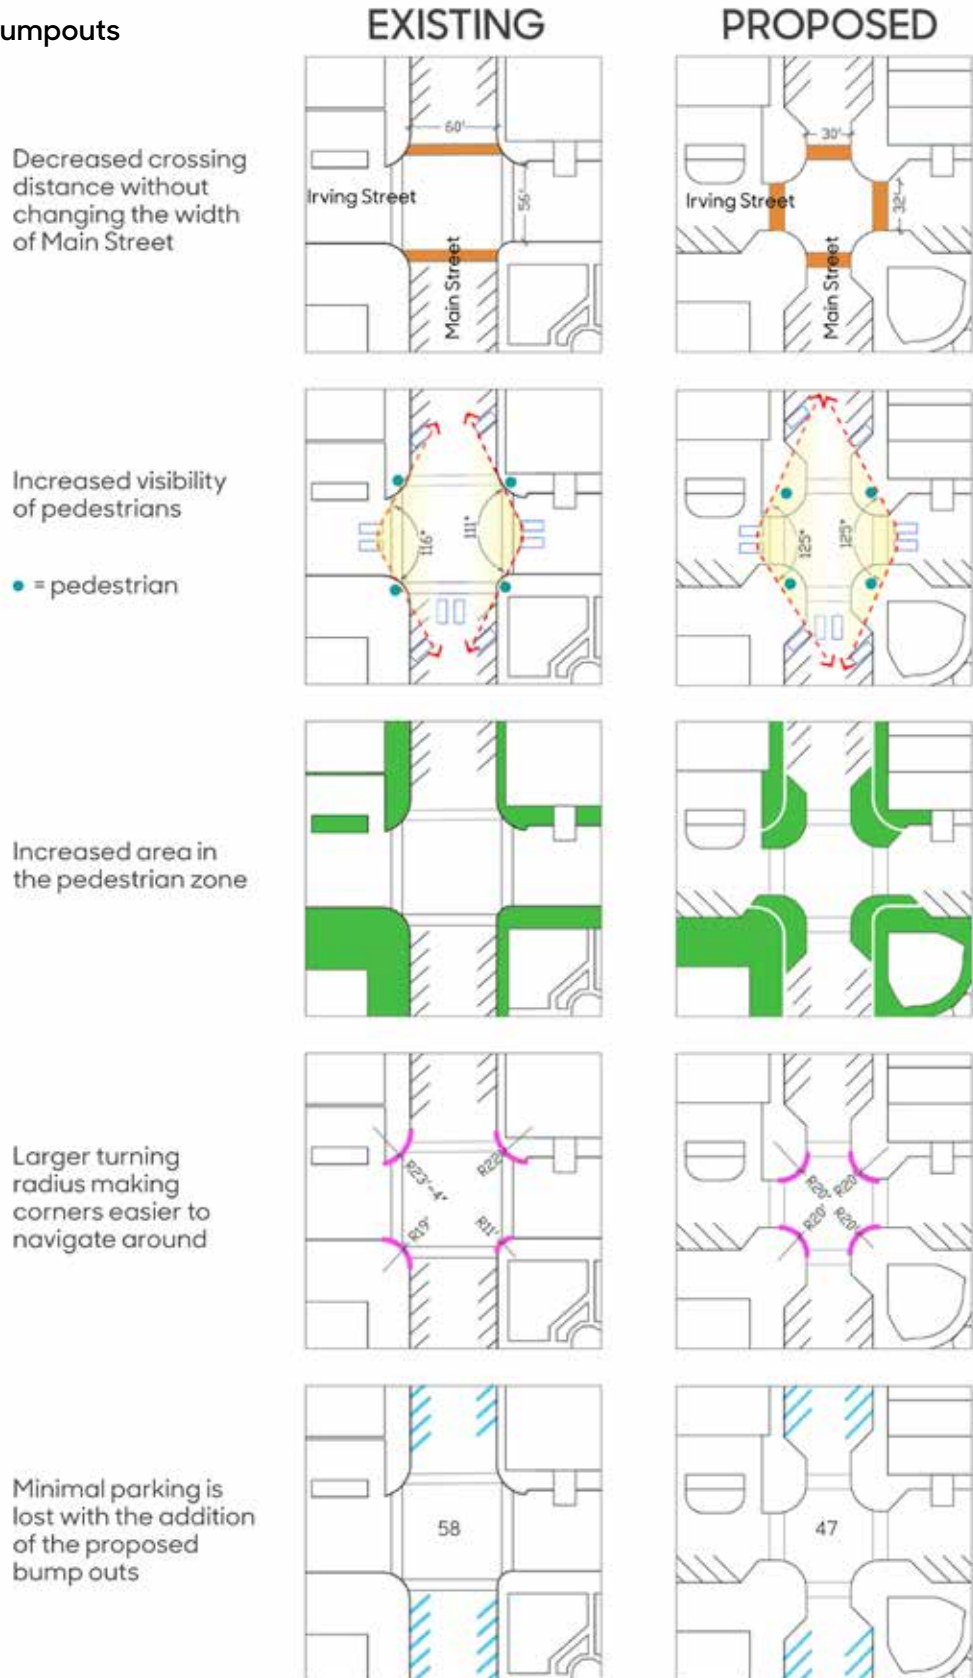 umpouts
EXISTING
PROPOSED
Decreased crossing
distance without
changing the width
of Main Street
60'
Irving Street
56'
Main Street
30'
Irving Street
32'
Main Street
Increased visibility
of pedestrians
= pedestrian
116°
111°
125°
125°
Increased area in
the pedestrian zone
Larger turning
radius making
corners easier to
navigate around
R23'-4"
R22'
R19'
R11'
R20'
R20'
R20'
R20'
Minimal parking is
lost with the addition
of the proposed
bump outs
58
47